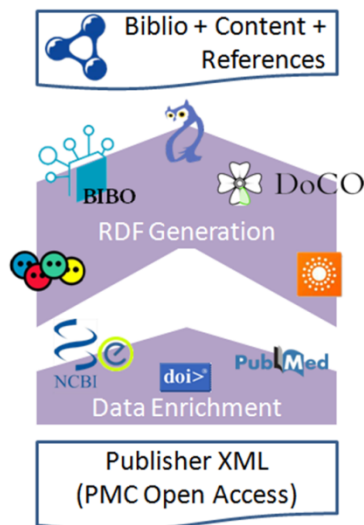 Biblio + Content +
References
BIBO
DoCO
RDF Generation
NCBI
e
doi>
PubMed
Data Enrichment
Publisher XML
(PMC Open Access)